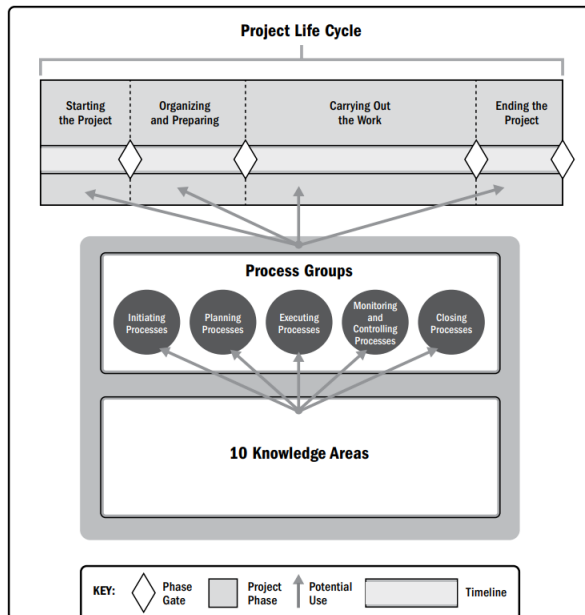 Project Life Cycle
Starting
the Project
Organizing
and Preparing
Carrying Out
the Work
Ending the
Project
Process Groups
Initiating
Processes
Planning
Processes
Executing
Processes
Monitoring
and
Controlling
Processes
Closing
Processes
10 Knowledge Areas
KEY:
Phase
Gate
Project
Phase
Potential
Use
Timeline